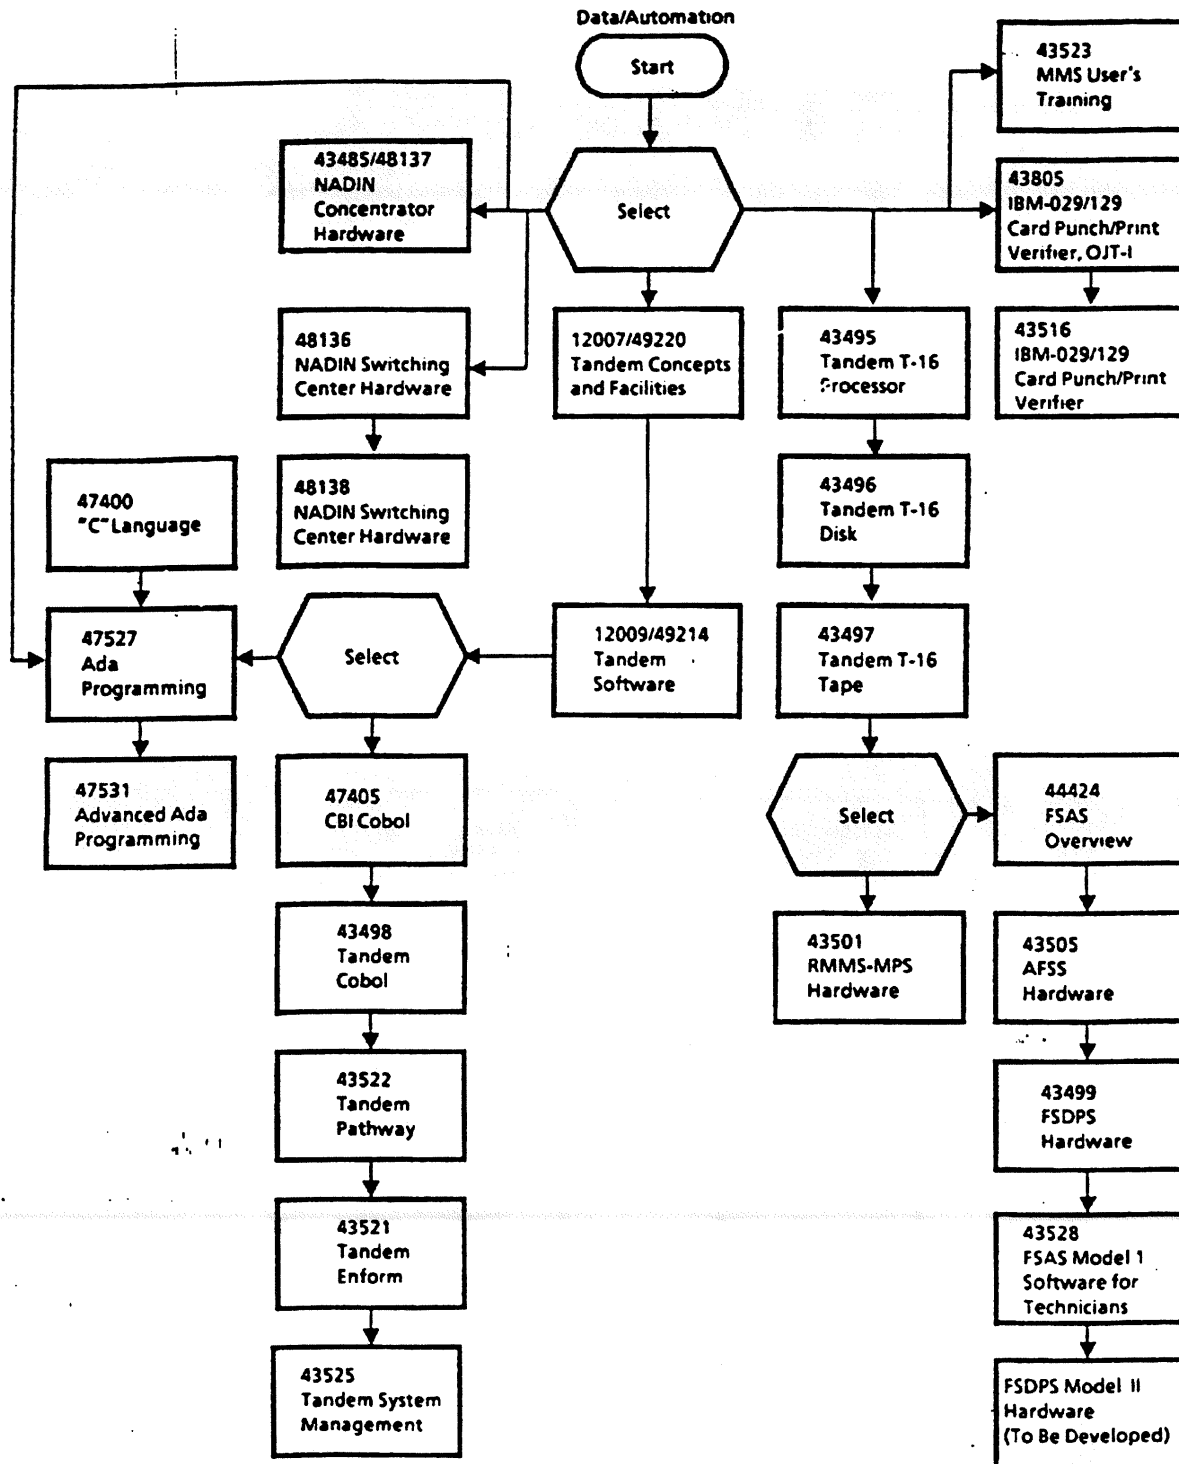 Data/Automation
Start
43523
MMS User's
Training
43485/48137
NADIN
Concentrator
Hardware
Select
43805
IBM-029/129
Card Punch/Print
Verifier, OJT-I
48136
NADIN Switching
Center Hardware
12007/49220
Tandem Concepts
and Facilities
43495
Tandem T-16
Processor
43516
IBM-029/129
Card Punch/Print
Verifier
47400
"C" Language
48138
NADIN Switching
Center Hardware
43496
Tandem T-16
Disk
47527
Ada
Programming
Select
12009/49214
Tandem
Software
43497
Tandem T-16
Tape
47531
Advanced Ada
Programming
47405
CBI Cobol
Select
44424
FSAS
Overview
43498
Tandem
Cobol
43501
RMMS-MPS
Hardware
43505
AFSS
Hardware
43522
Tandem
Pathway
43499
FSDPS
Hardware
43521
Tandem
Enform
43528
FSAS Model 1
Software for
Technicians
43525
Tandem System
Management
FSDPS Model II
Hardware
(To Be Developed)